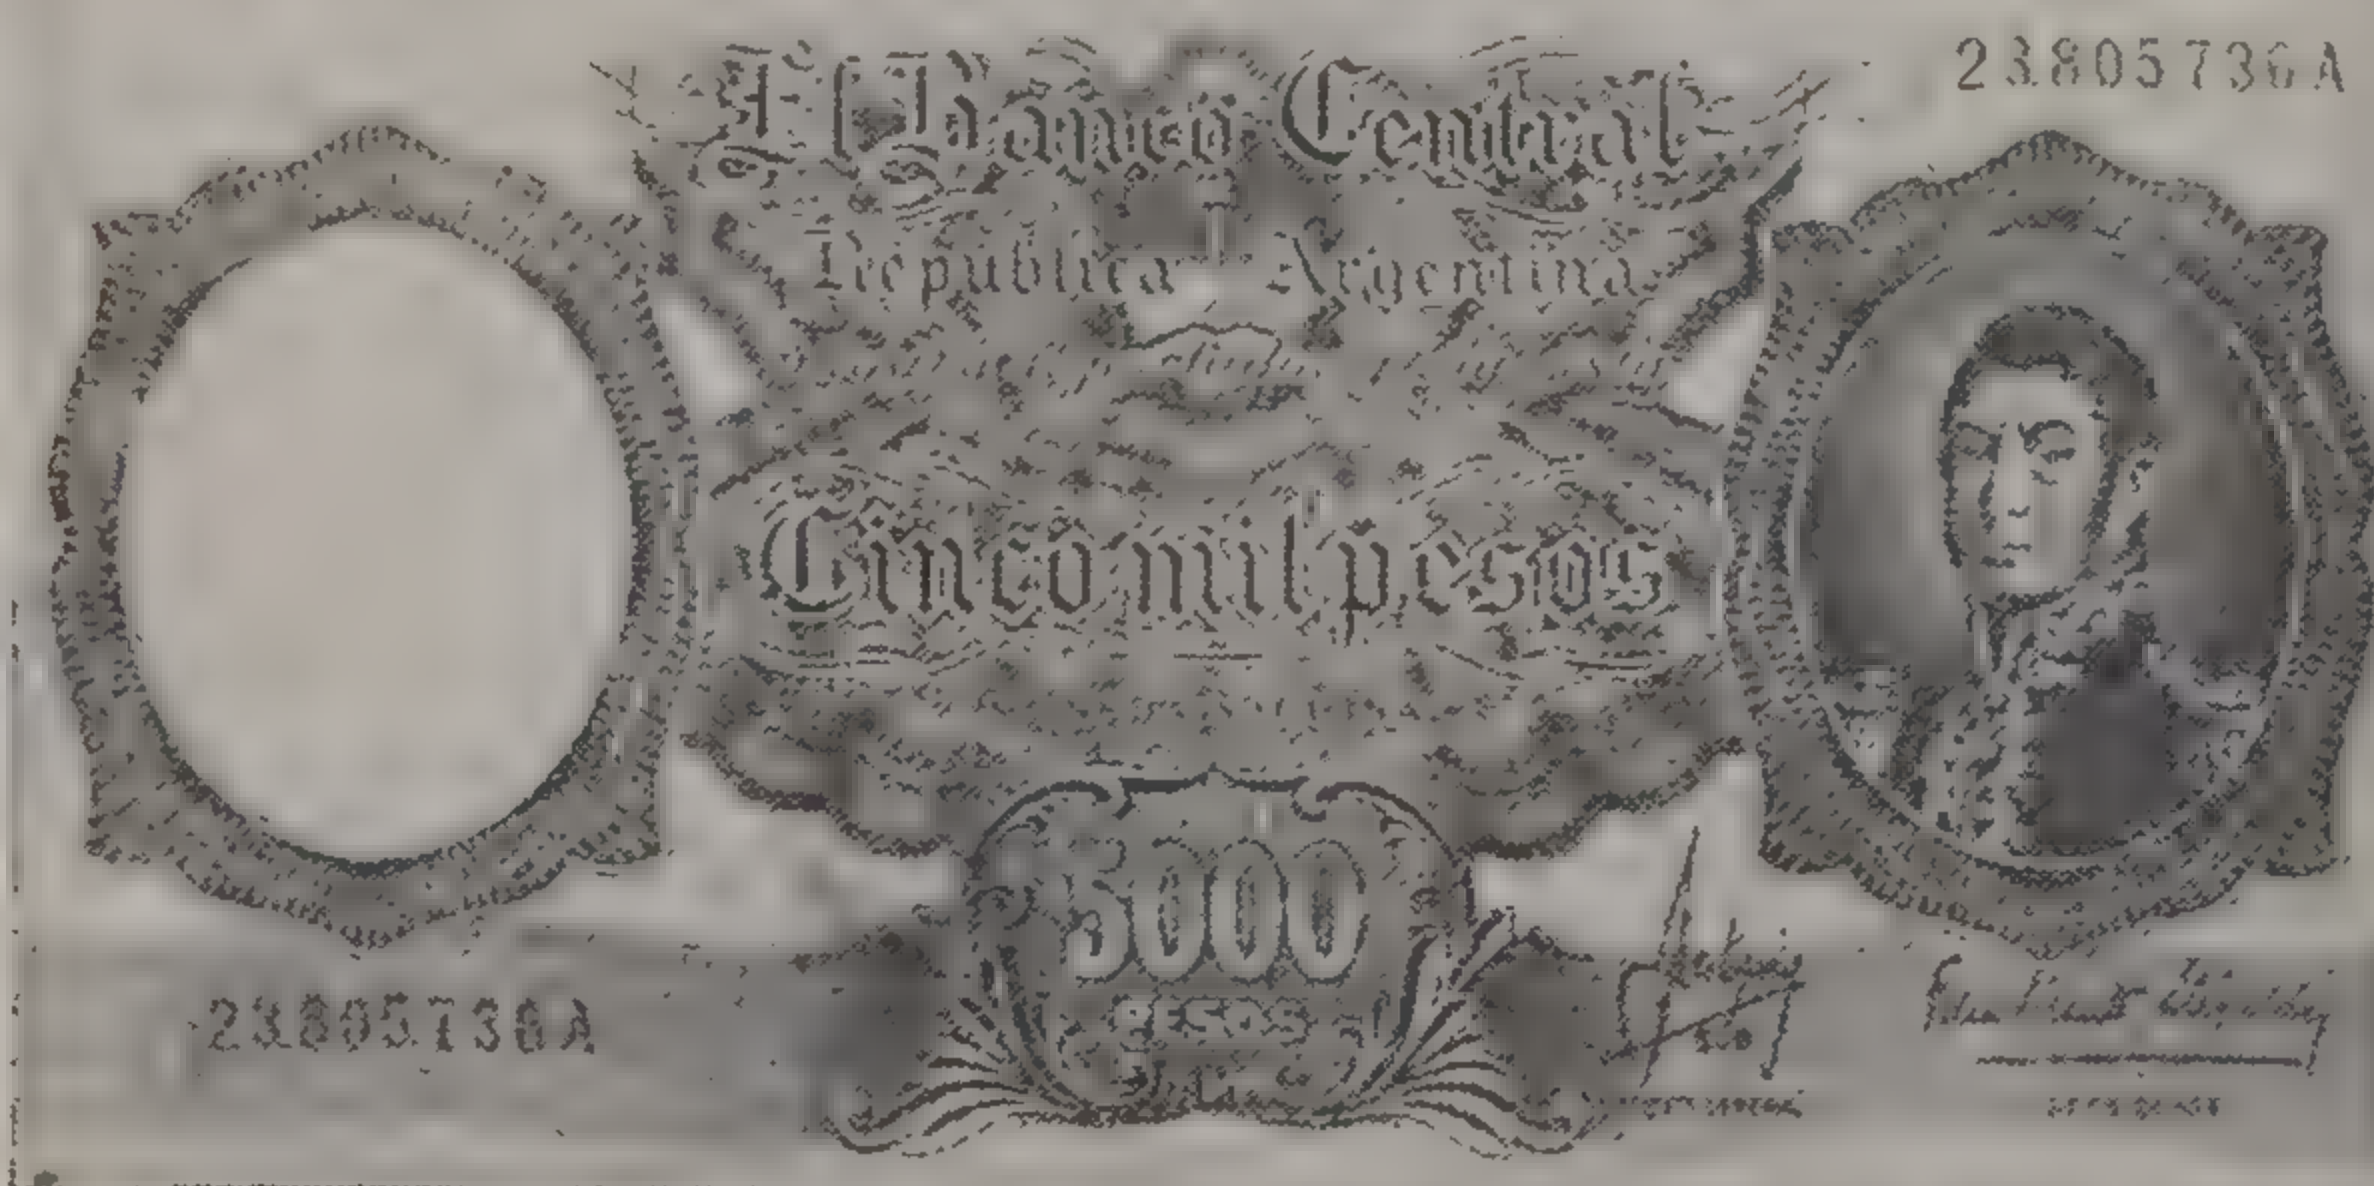 23805736A
El Banco Central
República Argentina
Cinco mil pesos
5000
PESOS
23805736A